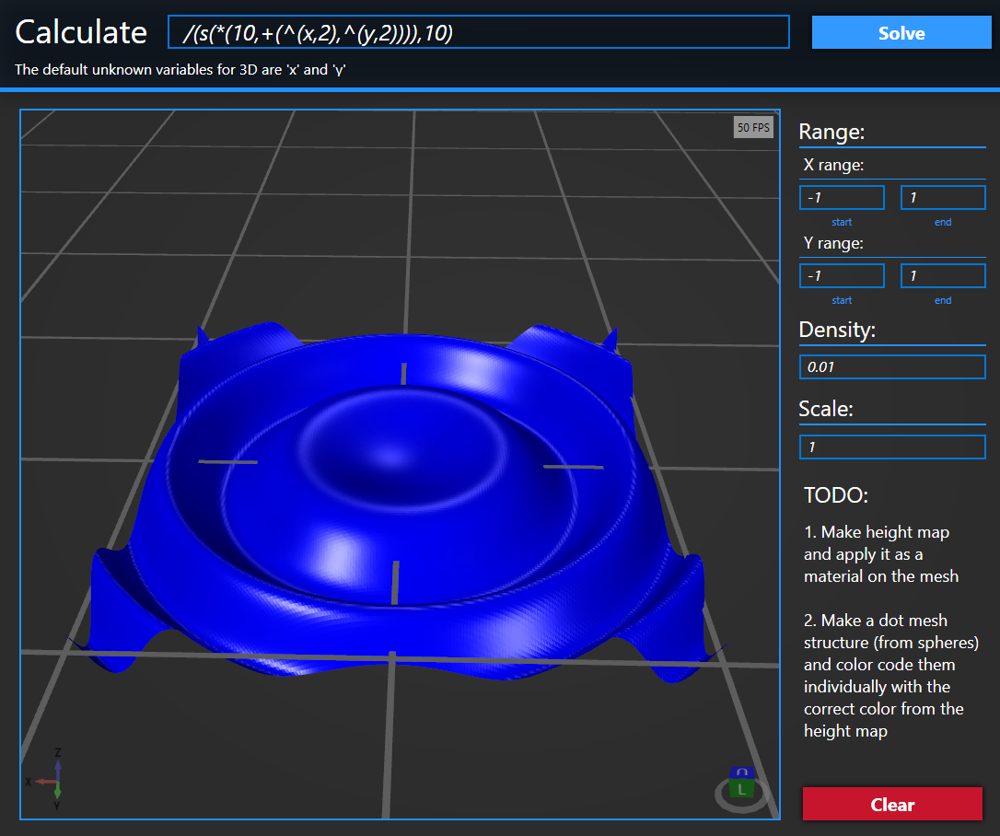 Calculate
/(s(*(10,+(^(x,2),^(y,2)))),10)
Solve
The default unknown variables for 3D are 'x' and 'y'
50 FPS
Range:
X range:
-1
1
start
end
Y range:
-1
1
start
end
Density:
0.01
Scale:
1
TODO:
1. Make height map
and apply it as a
material on the mesh
2. Make a dot mesh
structure (from spheres)
and color code them
individually with the
correct color from the
height map
Z
X
Y
L
Clear